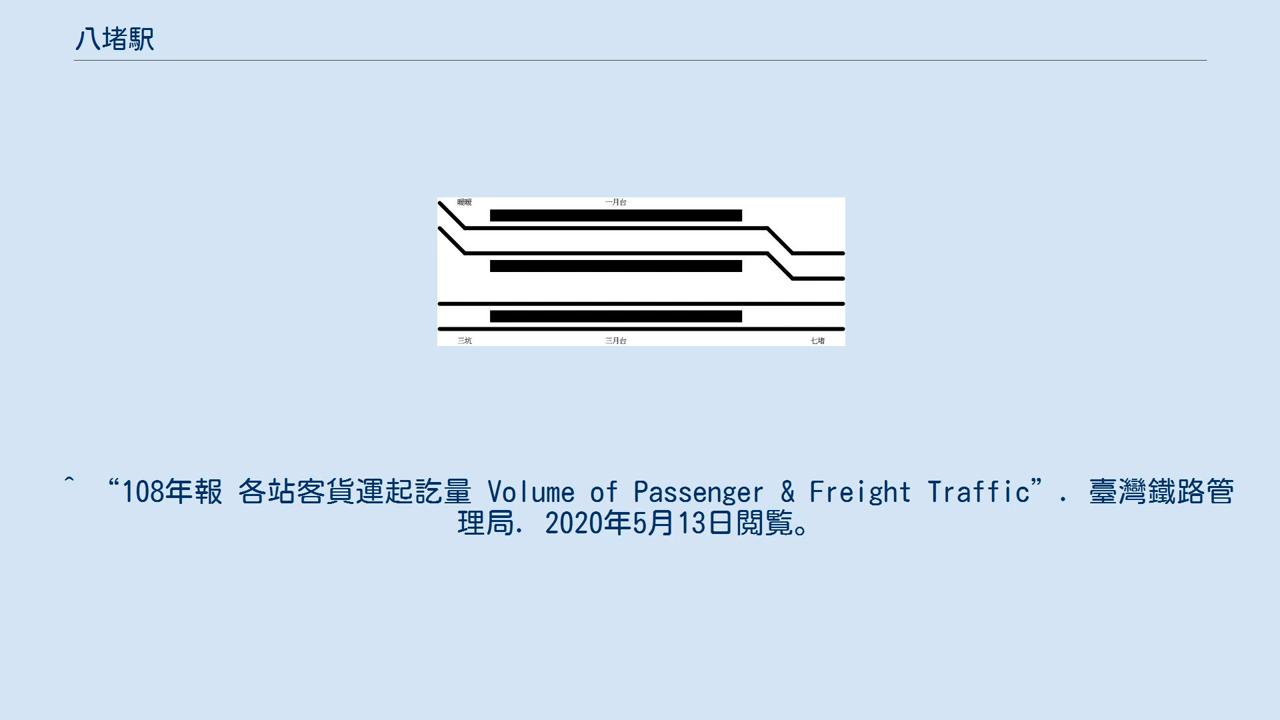 八堵駅
暖暖 一月台
三坑 三月台 七堵
^ “108年報 各站客貨運起訖量 Volume of Passenger & Freight Traffic”. 臺灣鐵路管
理局. 2020年5月13日閲覧。